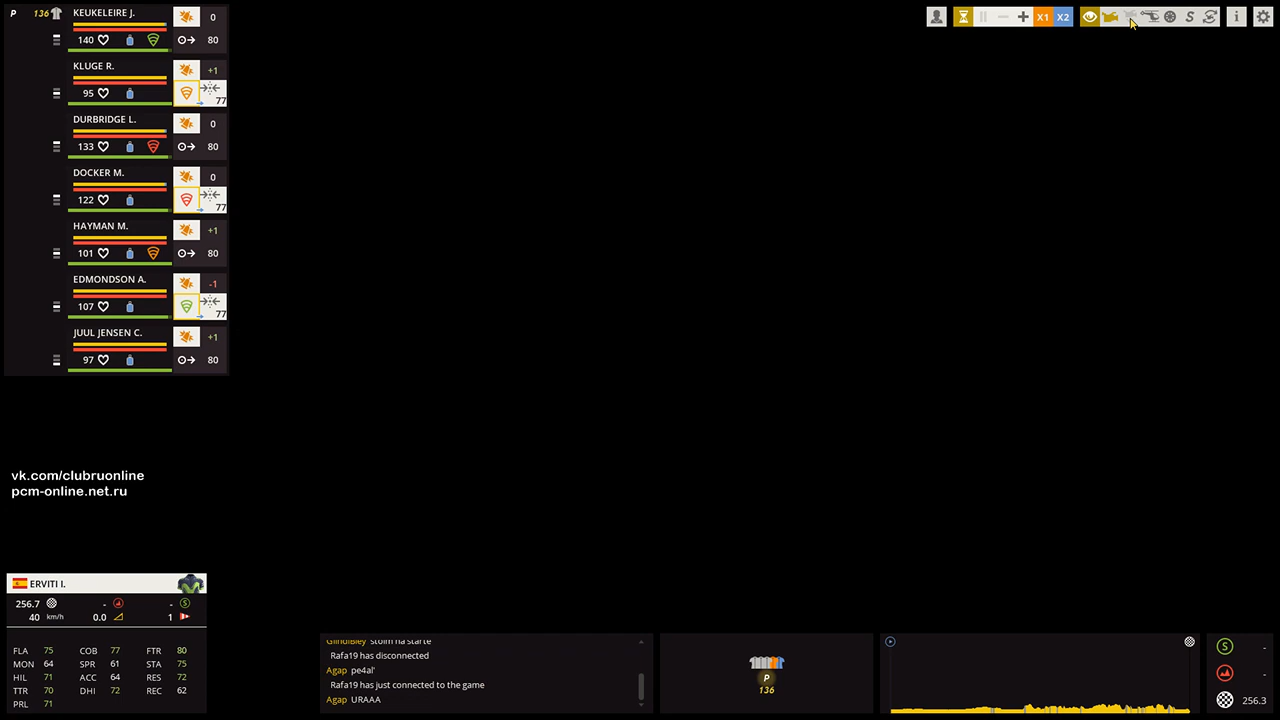 P 136
X1 X2
KEUKELEIRE J. 0
140 80
KLUGE R. +1
95 77
DURBRIDGE L. 0
133 80
DOCKER M. 0
122 77
HAYMAN M. +1
101 80
EDMONDSON A. -1
107 77
JUUL JENSEN C. +1
97 80
vk.com/clubruonline
pcm-online.net.ru
ERVITI I.
256.7 - - S
40 km/h 0.0 1
FLA 75 COB 77 FTR 80
MON 64 SPR 61 STA 75
HIL 71 ACC 64 RES 72
TTR 70 DHI 72 REC 62
PRL 71
stoim na starte
Rafa19 has disconnected
Agap pe4al'
Rafa19 has just connected to the game
Agap URAAA
P
136
S -
-
256.3